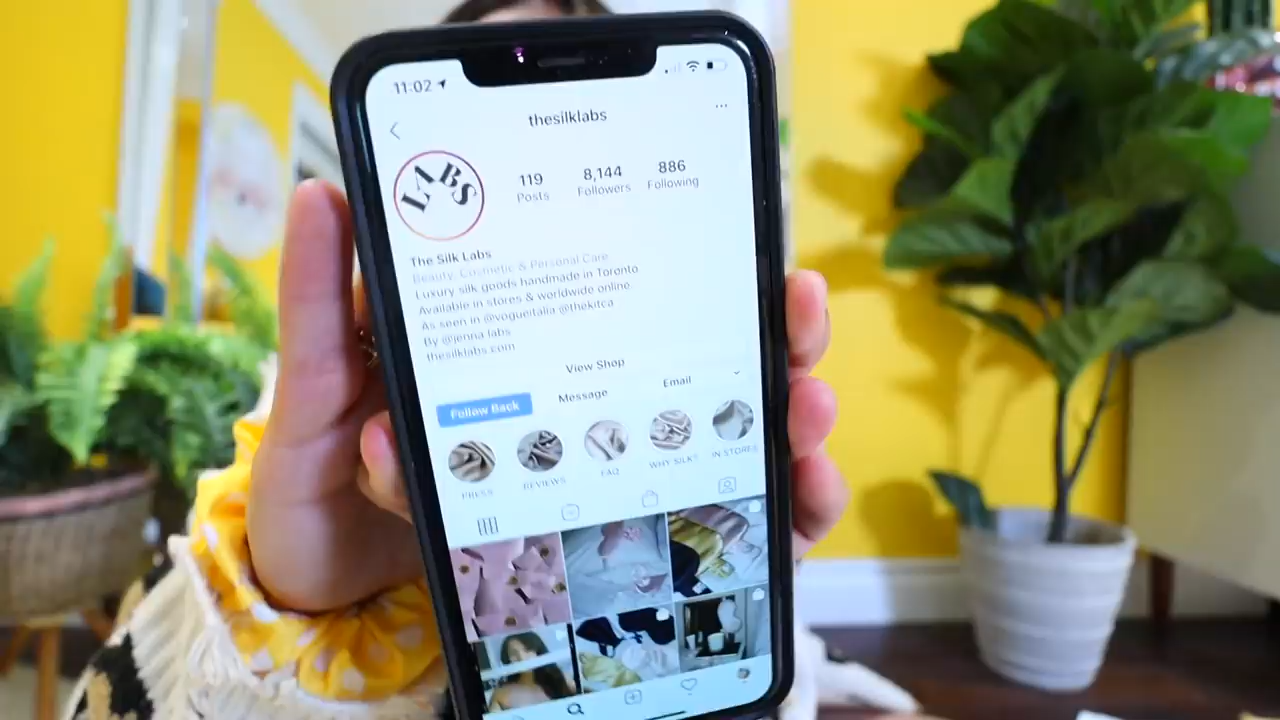 11:02
thesilklabs
LABS
119
Posts
8,144
Followers
886
Following
The Silk Labs
Beauty, Cosmetic & Personal Care
Luxury silk goods handmade in Toronto
Available in stores & worldwide online
As seen in @vogueitalia @thekitca
By @jenna labs
thesilklabs.com
View Shop
Follow Back
Message
Email
PRESS
REVIEWS
FAQ
WHY SILK?
IN STORES